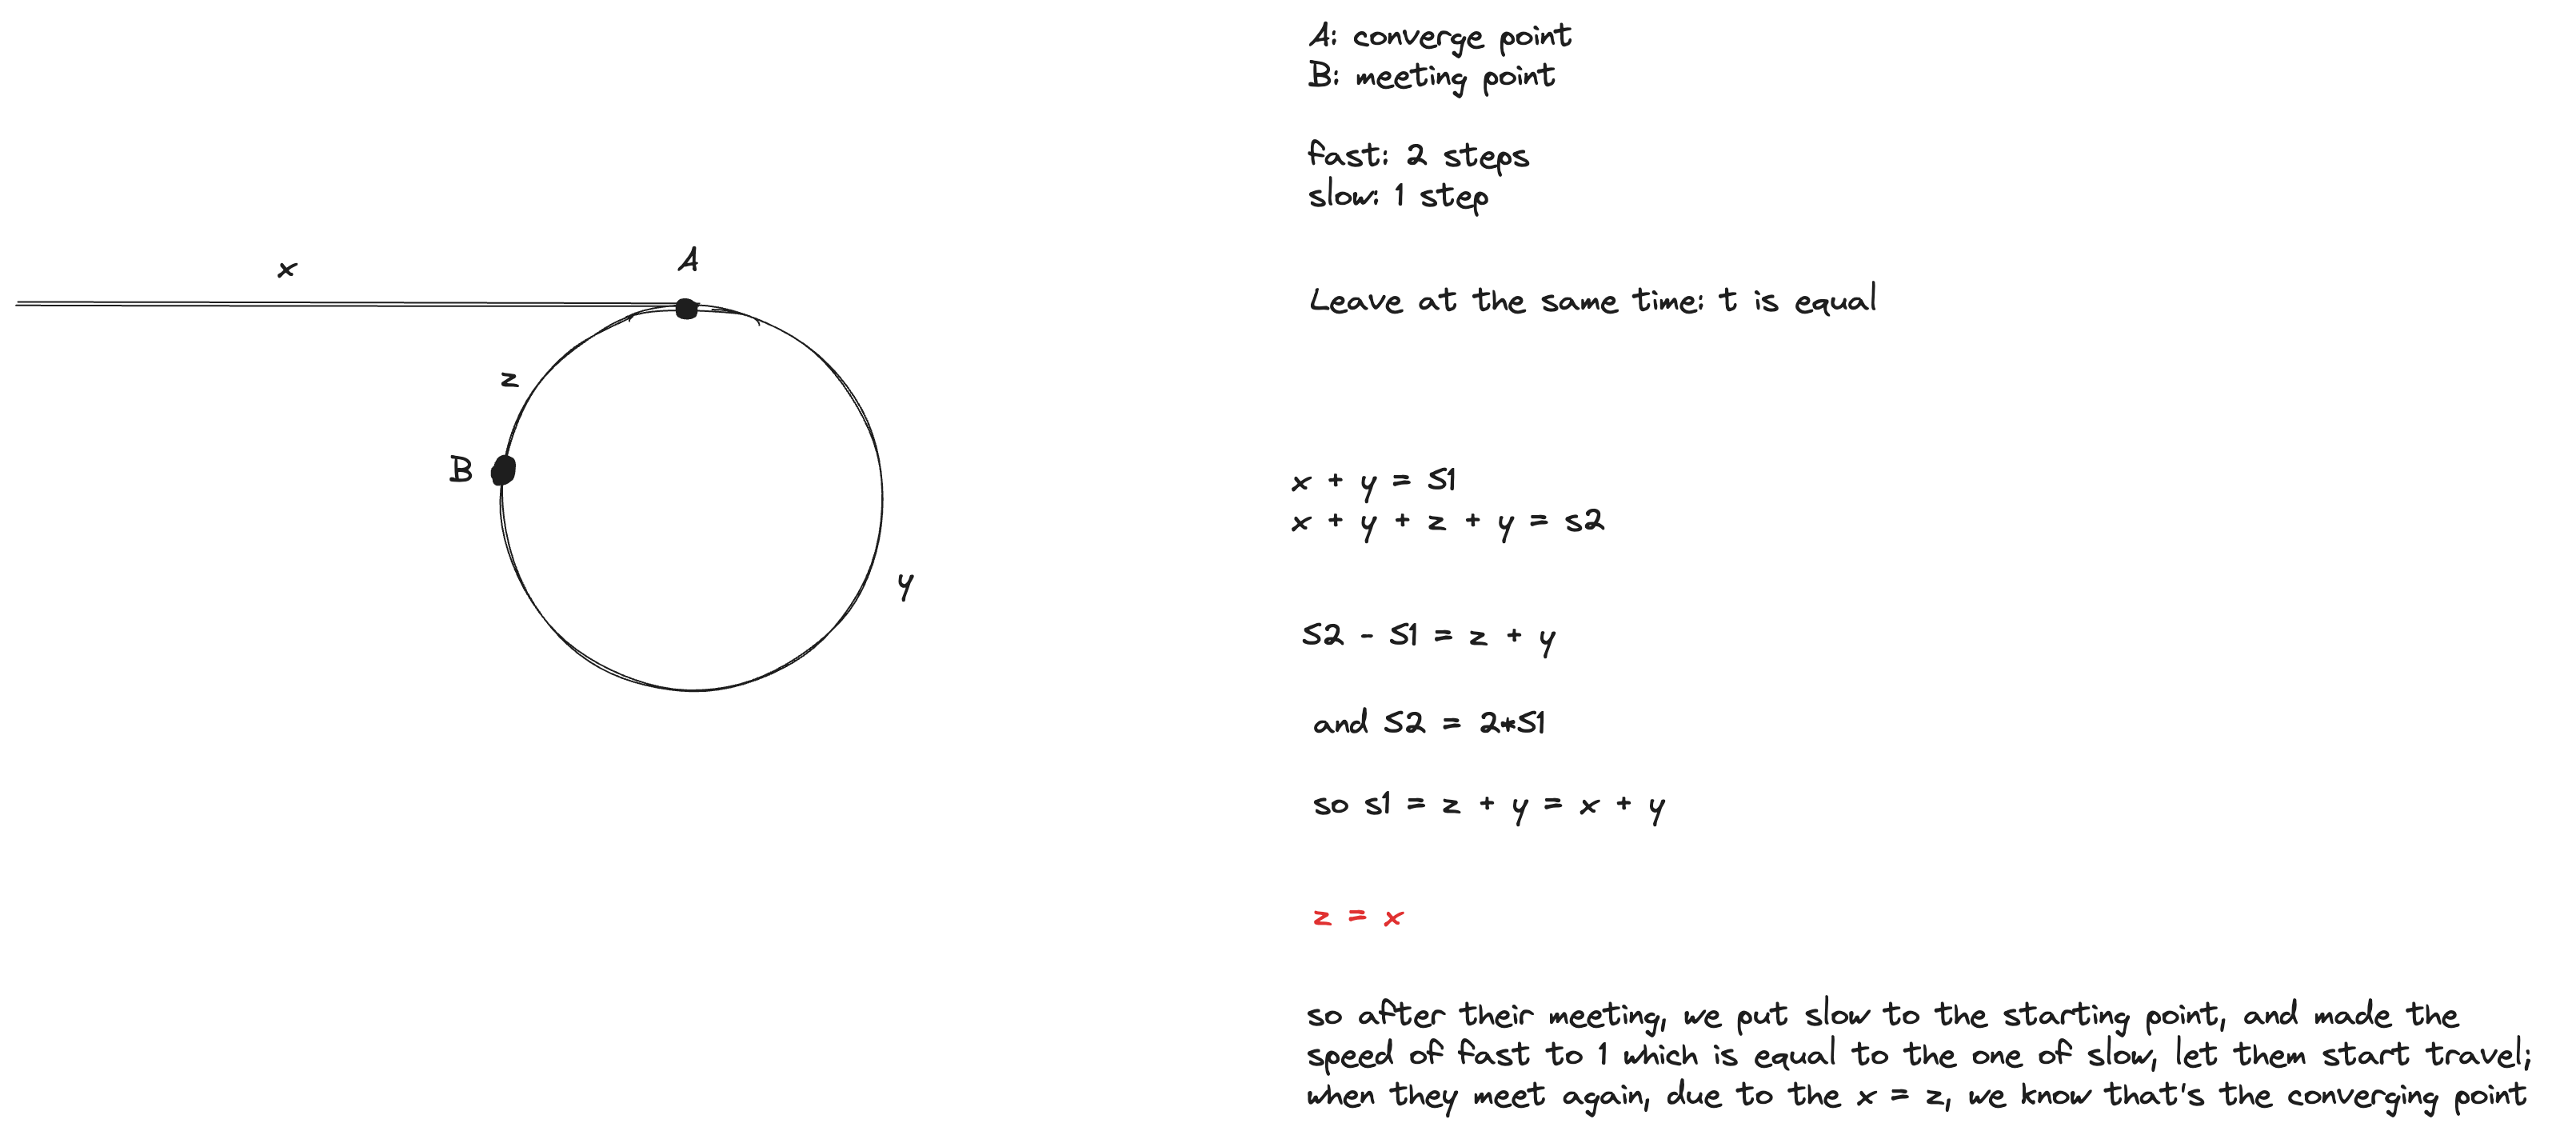 A: converge point
B: meeting point
fast: 2 steps
slow: 1 step
x
A
Leave at the same time: t is equal
z
B
x + y = S1
x + y + z + y = s2
y
S2 - S1 = z + y
and S2 = 2*S1
so s1 = z + y = x + y
z = x
so after their meeting, we put slow to the starting point, and made the
speed of fast to 1 which is equal to the one of slow, let them start travel;
when they meet again, due to the x = z, we know that's the converging point